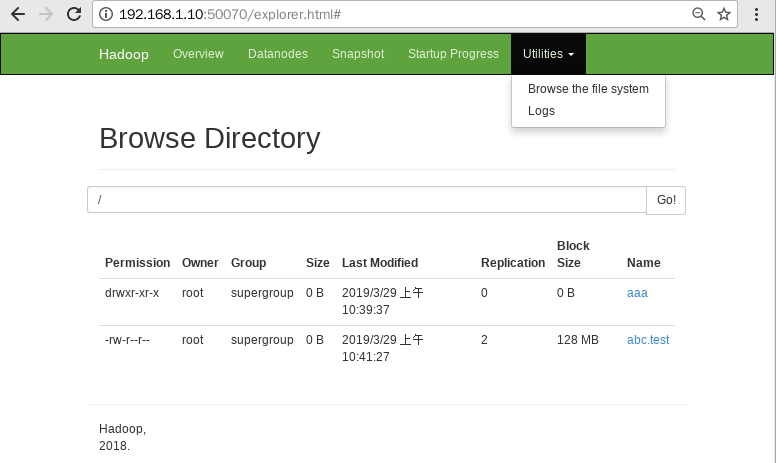 192.168.1.10:50070/explorer.html#
Hadoop Overview Datanodes Snapshot Startup Progress Utilities
Browse the file system
Logs
Browse Directory
/ Go!
Permission Owner Group Size Last Modified Replication Block Size Name
drwxr-xr-x root supergroup 0 B 2019/3/29 上午 10:39:37 0 0 B aaa
-rw-r--r-- root supergroup 0 B 2019/3/29 上午 10:41:27 2 128 MB abc.test
Hadoop,
2018.